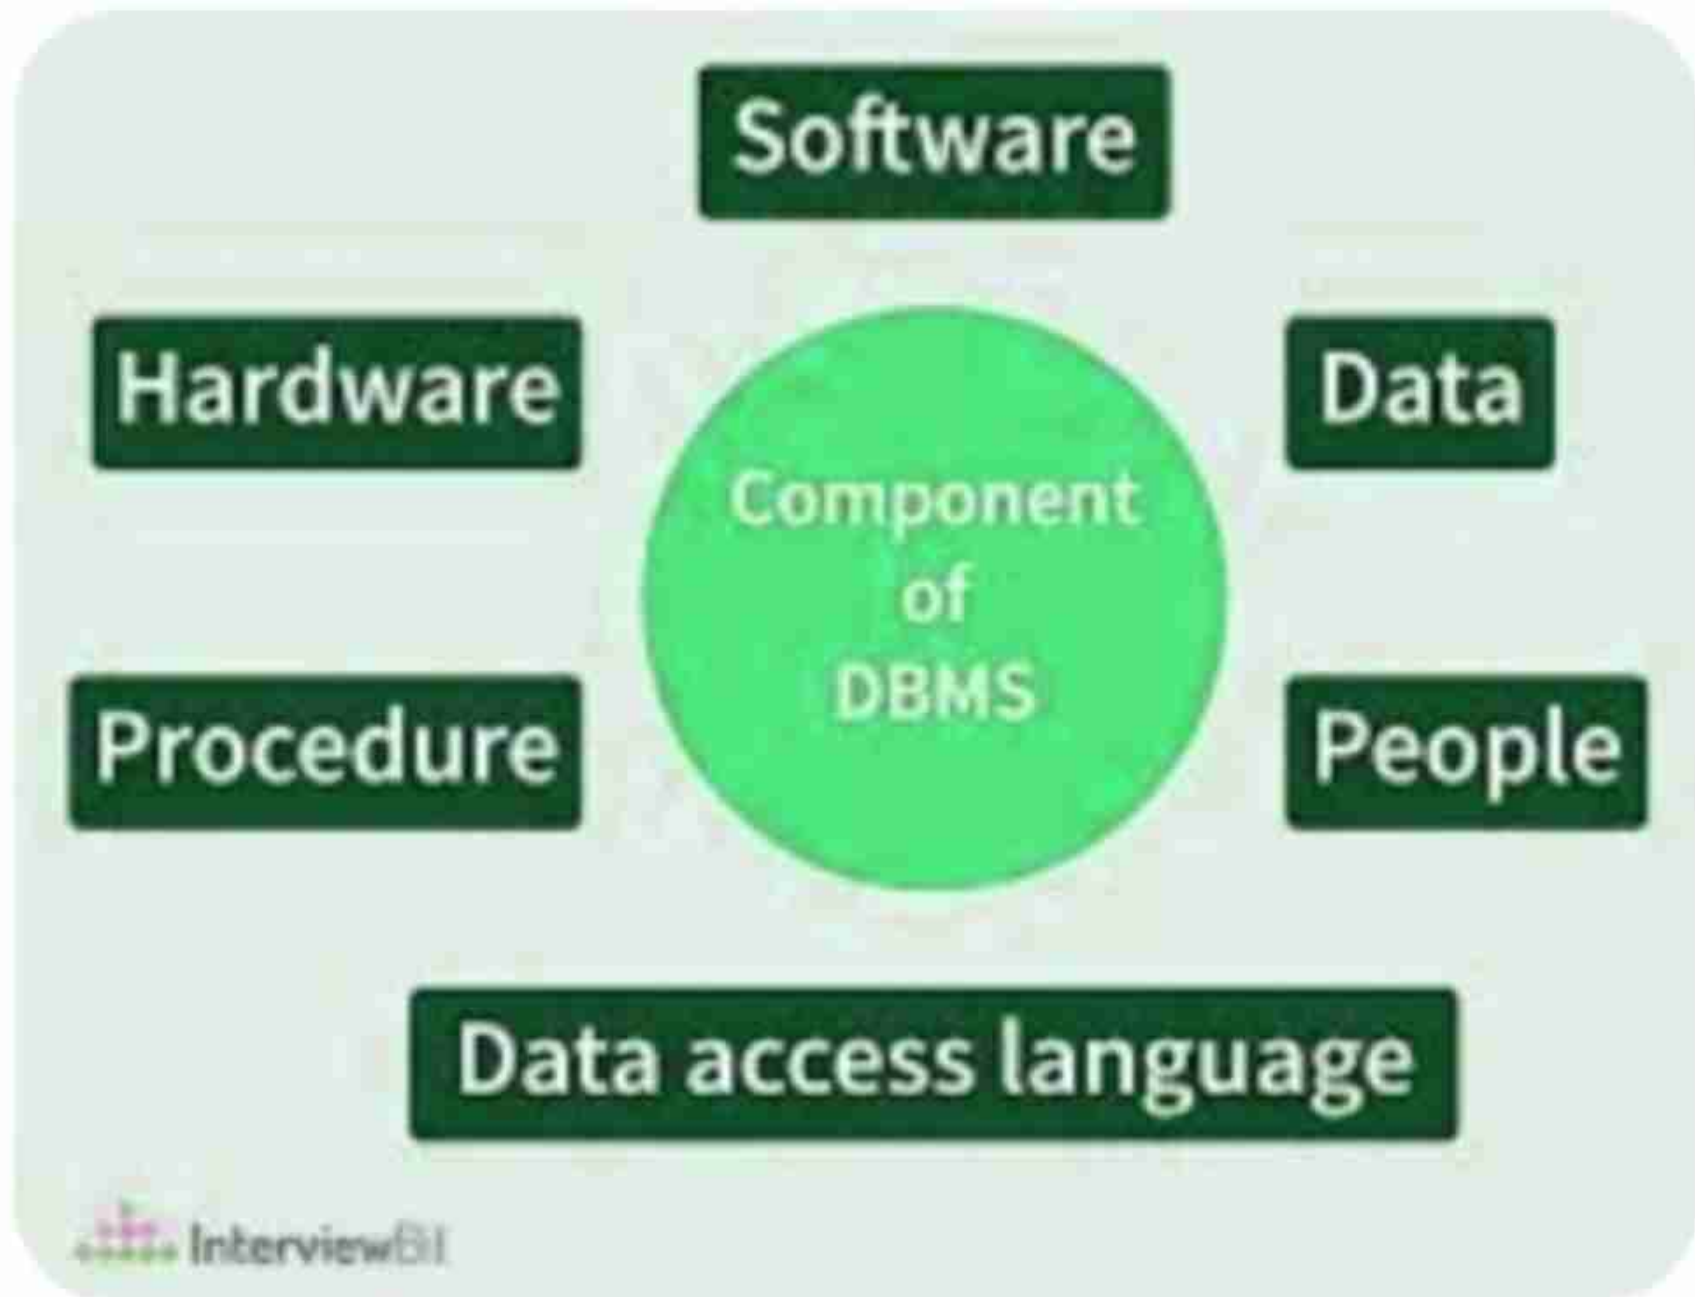 Software
Hardware
Data
Component
of
DBMS
Procedure
People
Data access language
InterviewBit